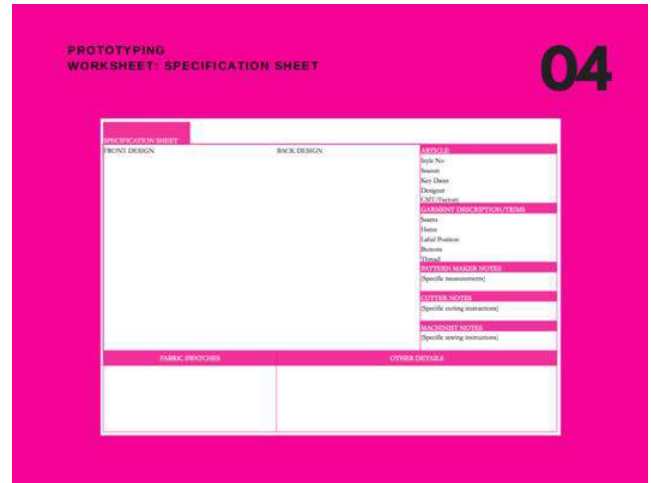 PROTOTYPING
WORKSHEET: SPECIFICATION SHEET
04
SPECIFICATION SHEET
FRONT DESIGN
BACK DESIGN
ARTICLE
Style No
Season
Key Dates
Designer
CMT/Factory
GARMENT DESCRIPTION/TRIMS
Seams
Hems
Label Position
Buttons
Thread
PATTERN MAKER NOTES
[Specific measurements]
CUTTER NOTES
[Specific cutting instructions]
MACHINIST NOTES
[Specific sewing instructions]
FABRIC SWATCHES
OTHER DETAILS